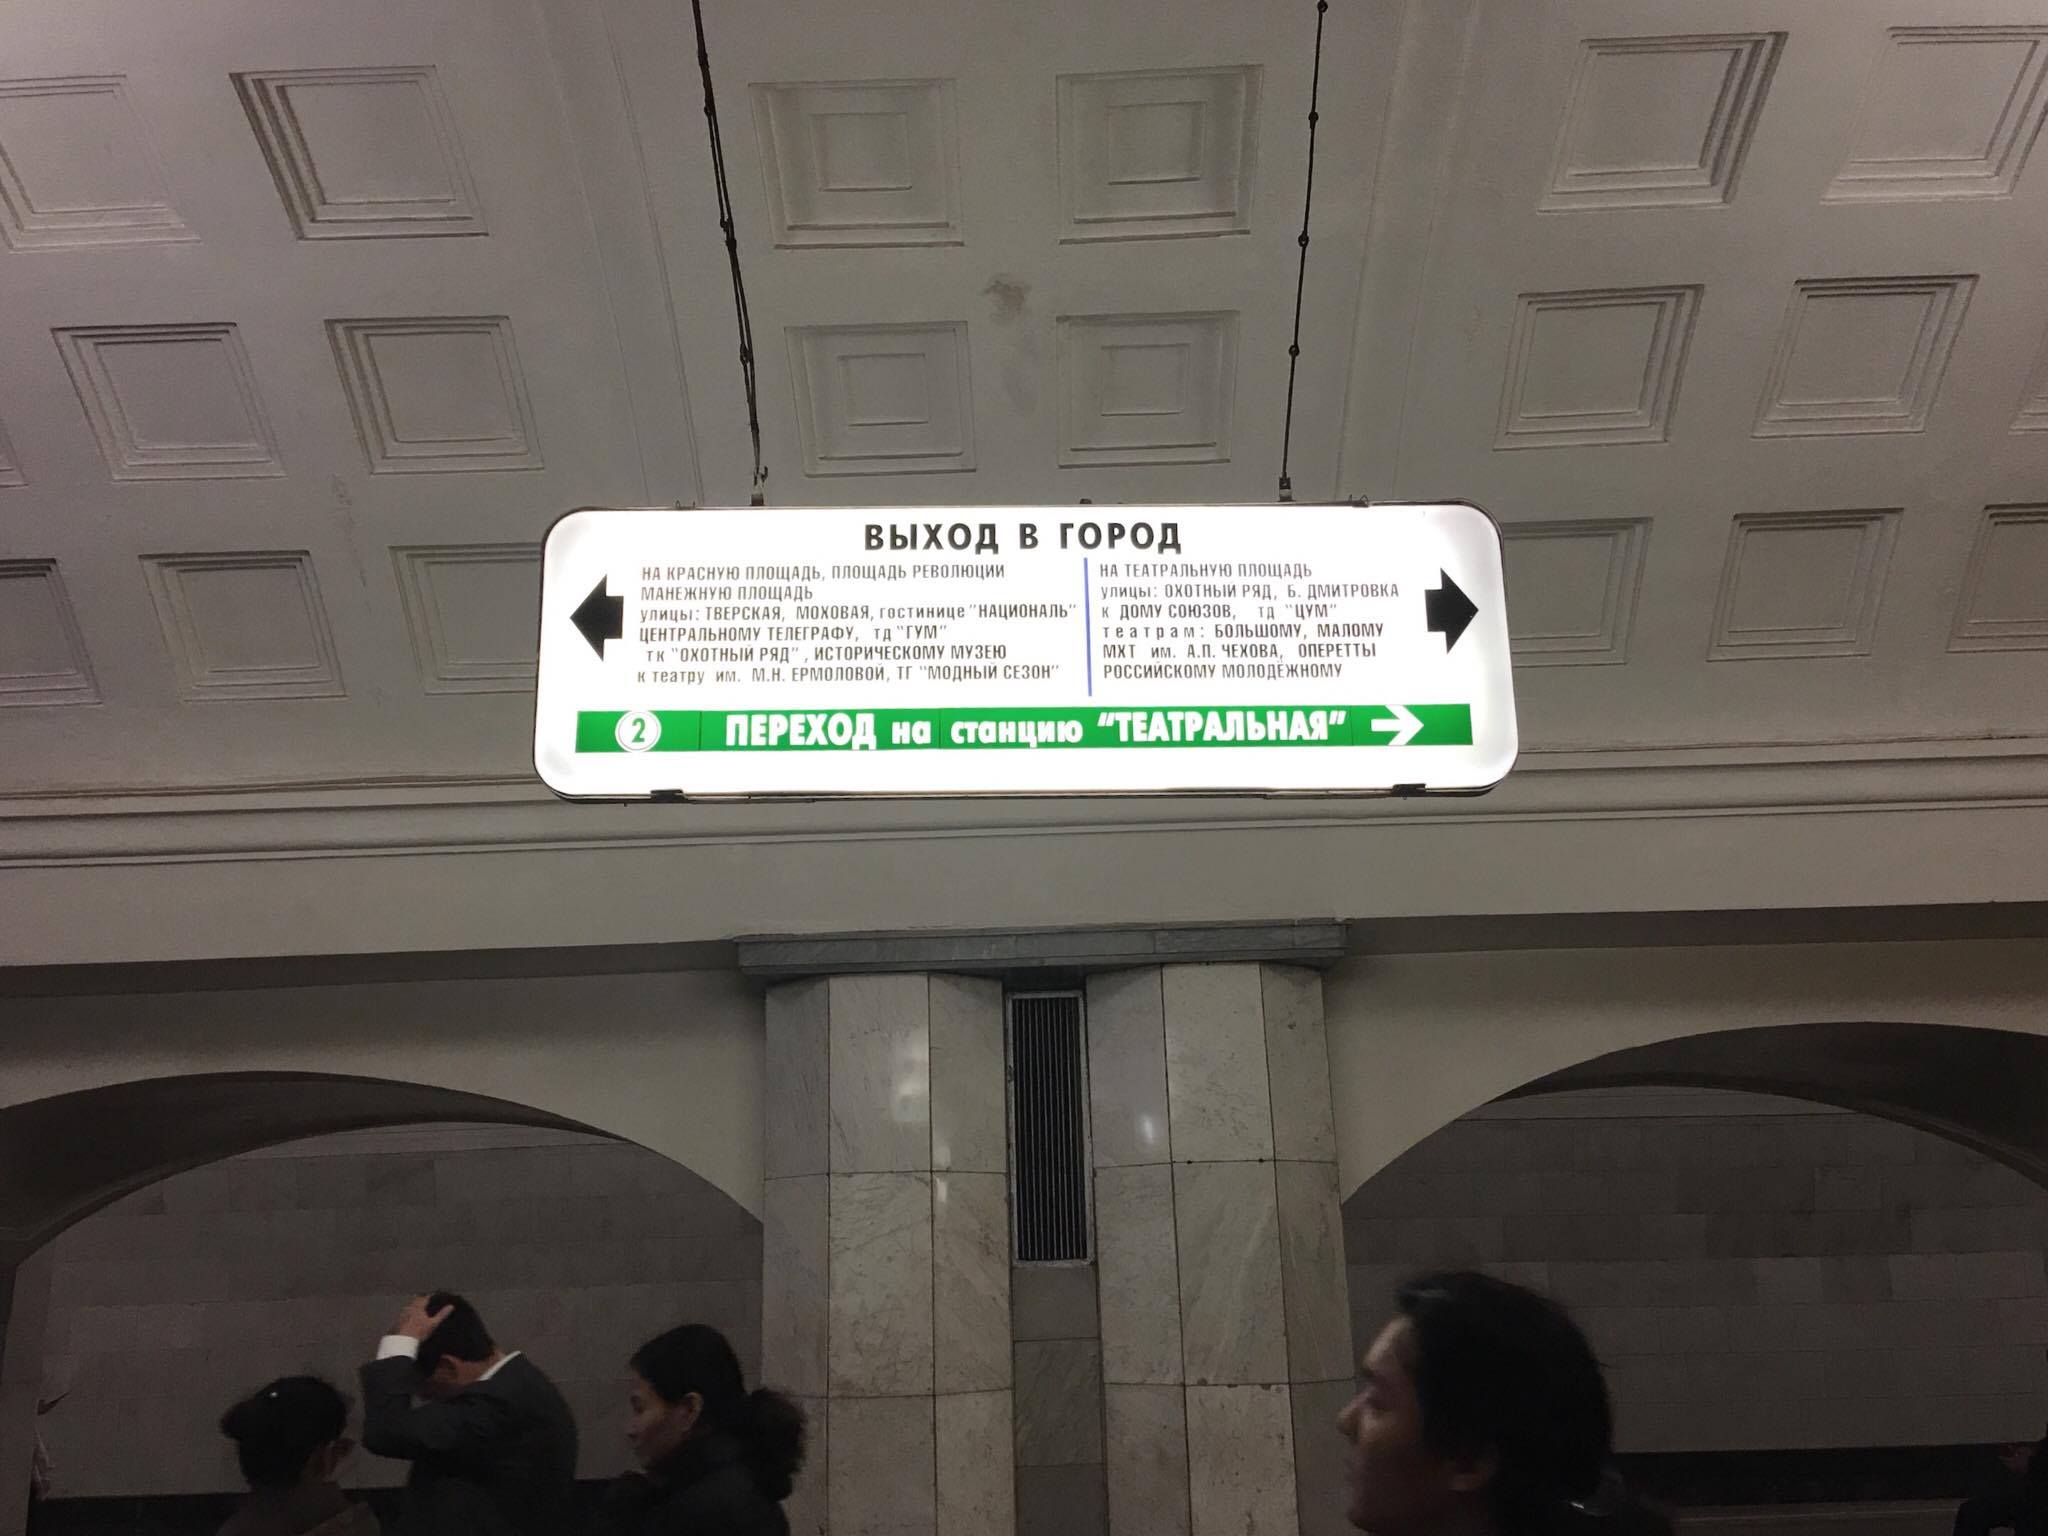 ВЫХОД В ГОРОД
НА КРАСНУЮ ПЛОЩАДЬ, ПЛОЩАДЬ РЕВОЛЮЦИИ
МАНЕЖНУЮ ПЛОЩАДЬ
улицы: ТВЕРСКАЯ, МОХОВАЯ, гостинице "НАЦИОНАЛЬ"
ЦЕНТРАЛЬНОМУ ТЕЛЕГРАФУ, тд "ГУМ"
тк "ОХОТНЫЙ РЯД", ИСТОРИЧЕСКОМУ МУЗЕЮ
к театру им. М.Н. ЕРМОЛОВОЙ, ТГ "МОДНЫЙ СЕЗОН"
НА ТЕАТРАЛЬНУЮ ПЛОЩАДЬ
улицы: ОХОТНЫЙ РЯД, Б. ДМИТРОВКА
к ДОМУ СОЮЗОВ, тд "ЦУМ"
театрам: БОЛЬШОМУ, МАЛОМУ
МХТ им. А.П. ЧЕХОВА, ОПЕРЕТТЫ
РОССИЙСКОМУ МОЛОДЁЖНОМУ
2 ПЕРЕХОД на станцию "ТЕАТРАЛЬНАЯ"